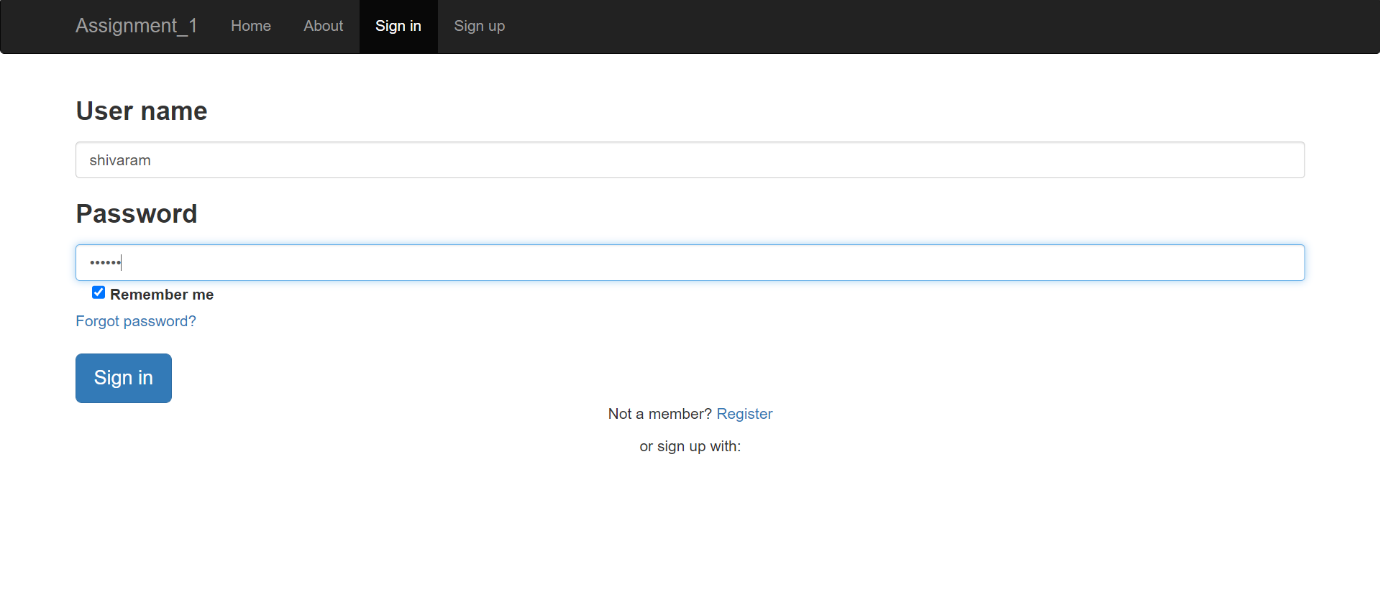 Assignment_1 Home About Sign in Sign up
User name
shivaram
Password
••••••
Remember me
Forgot password?
Sign in
Not a member? Register
or sign up with: